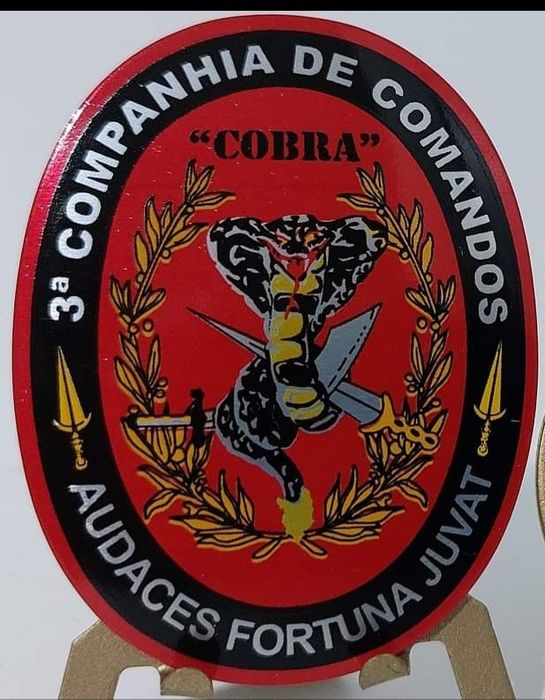 3ª COMPANHIA DE COMANDOS
"COBRA"
AUDACES FORTUNA JUVAT